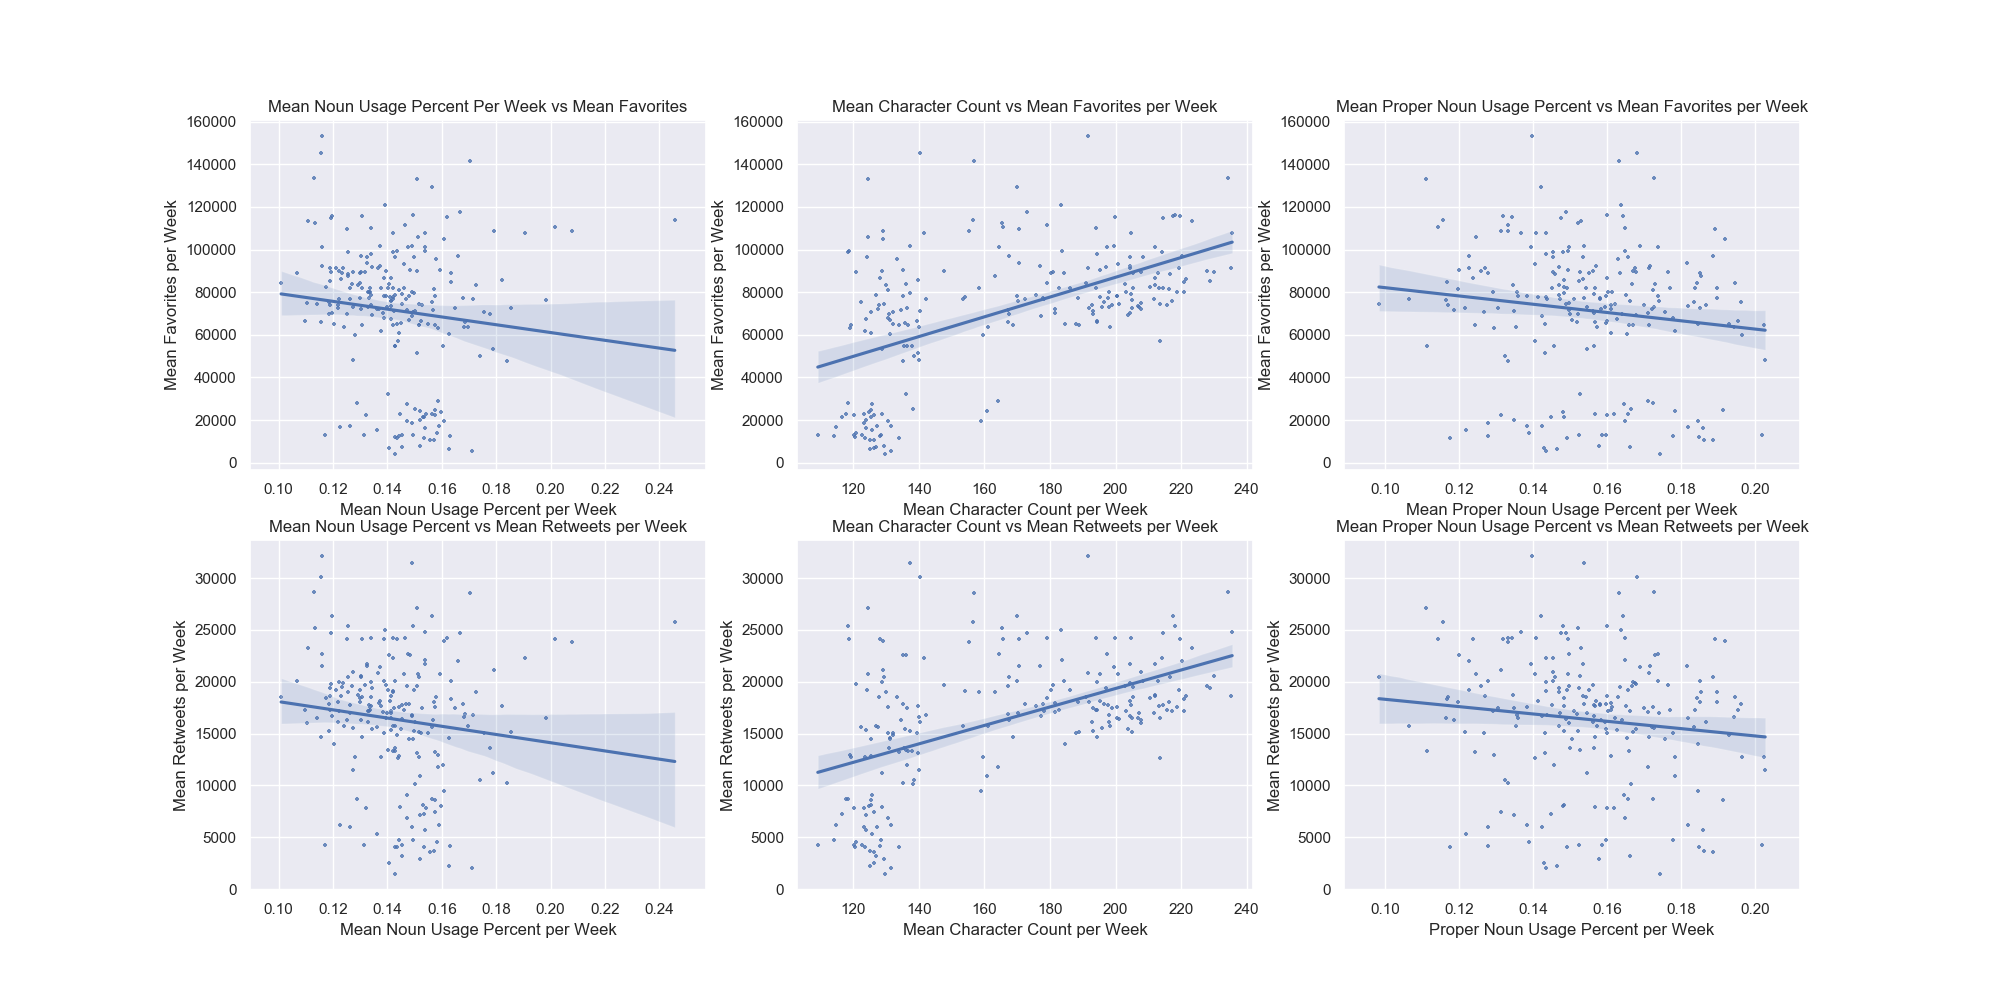 Mean Noun Usage Percent Per Week vs Mean Favorites
160000
140000
120000
100000
80000
60000
40000
20000
0
Mean Favorites per Week
0.10 0.12 0.14 0.16 0.18 0.20 0.22 0.24
Mean Noun Usage Percent per Week
Mean Character Count vs Mean Favorites per Week
160000
140000
120000
100000
80000
60000
40000
20000
0
Mean Favorites per Week
120 140 160 180 200 220 240
Mean Character Count per Week
Mean Proper Noun Usage Percent vs Mean Favorites per Week
160000
140000
120000
100000
80000
60000
40000
20000
0
Mean Favorites per Week
0.10 0.12 0.14 0.16 0.18 0.20
Mean Proper Noun Usage Percent per Week
Mean Noun Usage Percent vs Mean Retweets per Week
30000
25000
20000
15000
10000
5000
0
Mean Retweets per Week
0.10 0.12 0.14 0.16 0.18 0.20 0.22 0.24
Mean Noun Usage Percent per Week
Mean Character Count vs Mean Retweets per Week
30000
25000
20000
15000
10000
5000
0
Mean Retweets per Week
120 140 160 180 200 220 240
Mean Character Count per Week
Mean Proper Noun Usage Percent vs Mean Retweets per Week
30000
25000
20000
15000
10000
5000
0
Mean Retweets per Week
0.10 0.12 0.14 0.16 0.18 0.20
Proper Noun Usage Percent per Week